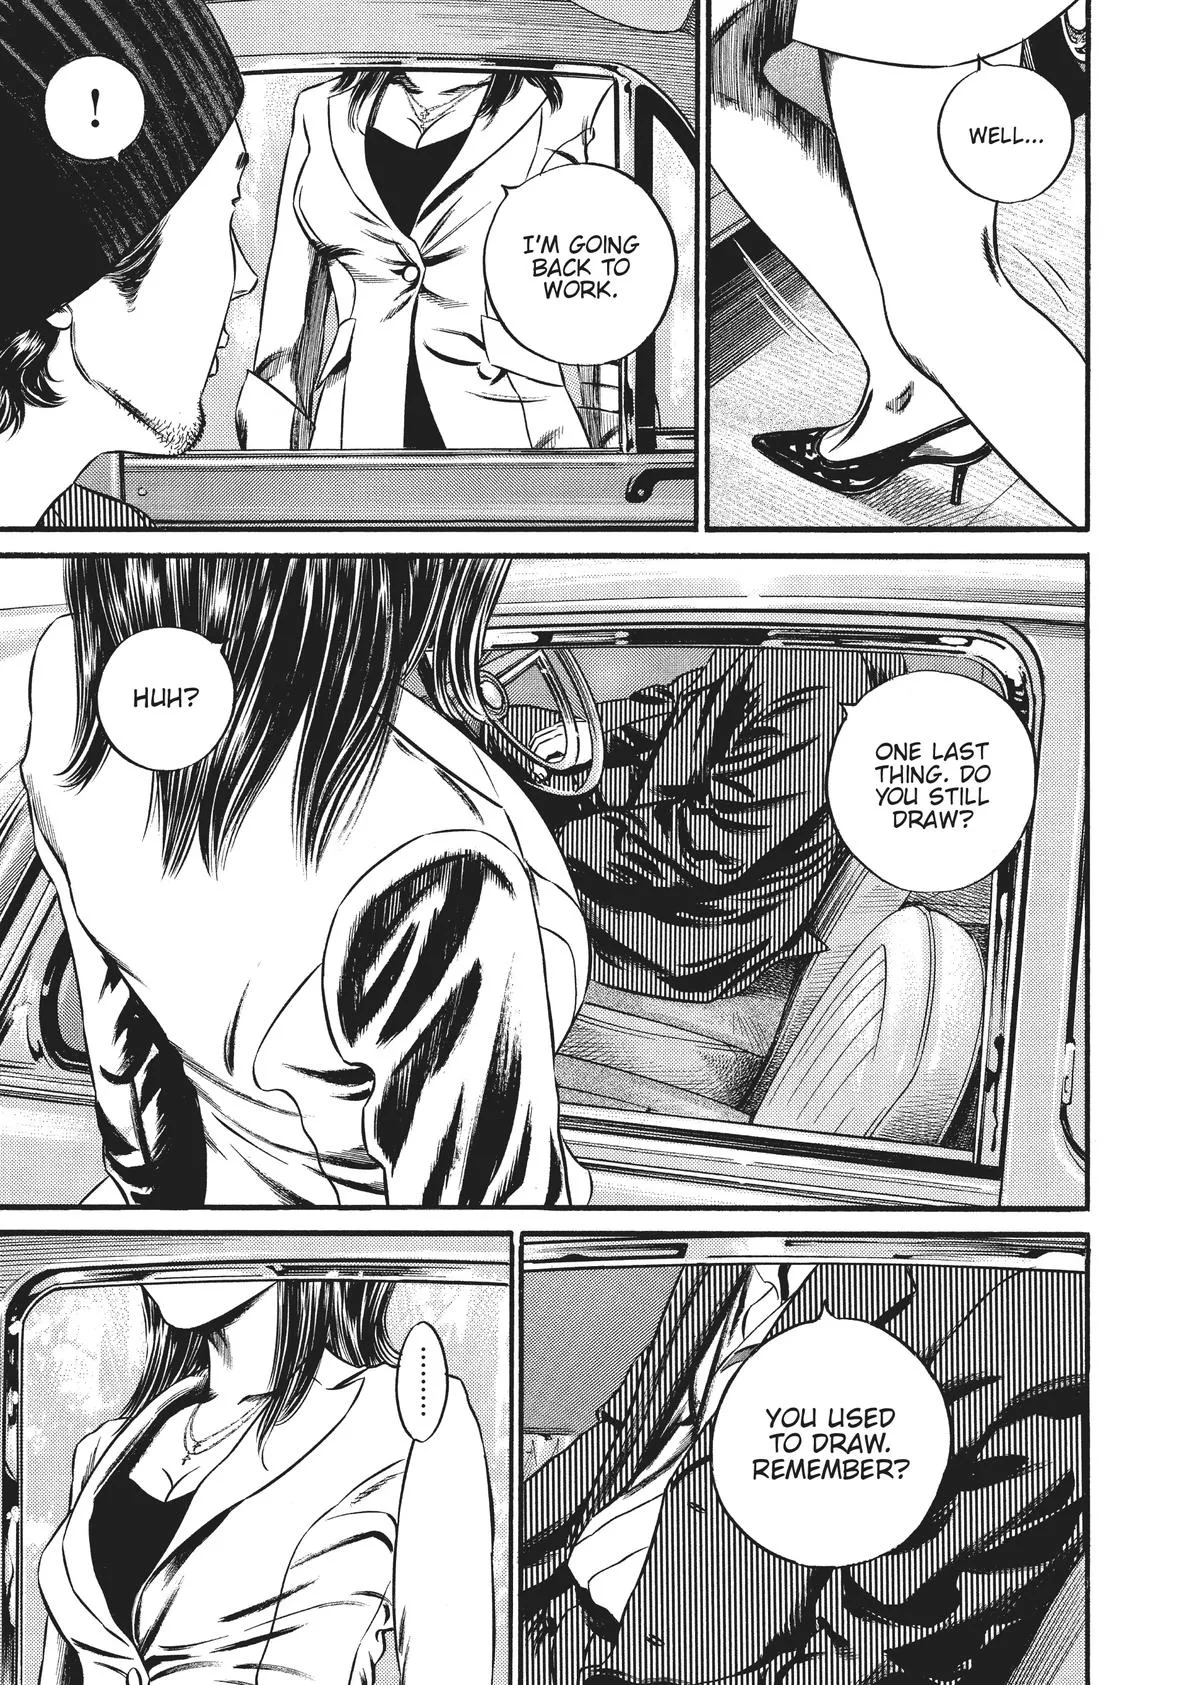 WELL...
!
I'M GOING
BACK TO
WORK.
ONE LAST
THING. DO
YOU STILL
DRAW?
HUH?
YOU USED
TO DRAW.
REMEMBER?
........